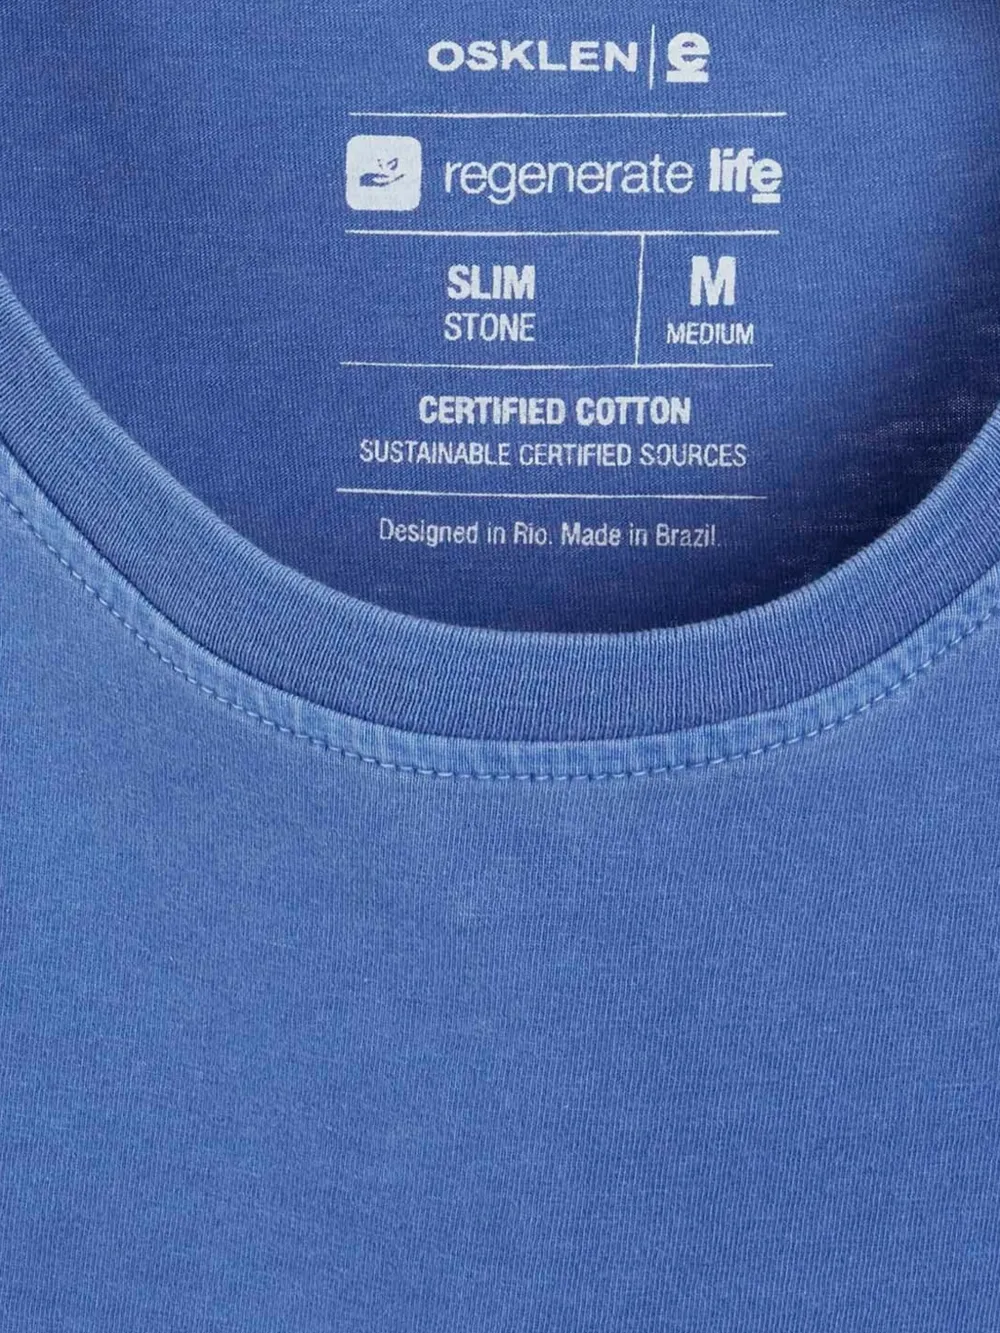 OSKLEN e
regenerate life
SLIM
STONE
M
MEDIUM
CERTIFIED COTTON
SUSTAINABLE CERTIFIED SOURCES
Designed in Rio. Made in Brazil.